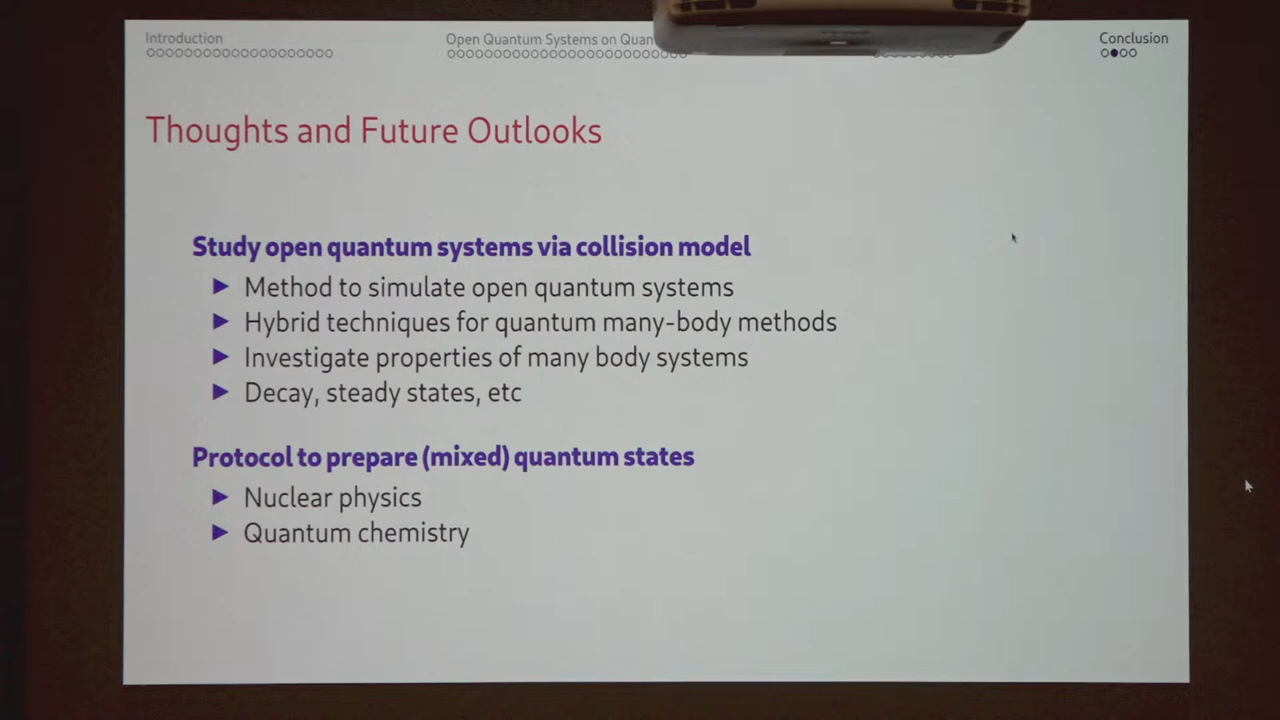 Introduction
Open Quantum Systems on
Conclusion
Thoughts and Future Outlooks
Study open quantum systems via collision model
Method to simulate open quantum systems
Hybrid techniques for quantum many-body methods
Investigate properties of many body systems
Decay, steady states, etc
Protocol to prepare (mixed) quantum states
Nuclear physics
Quantum chemistry